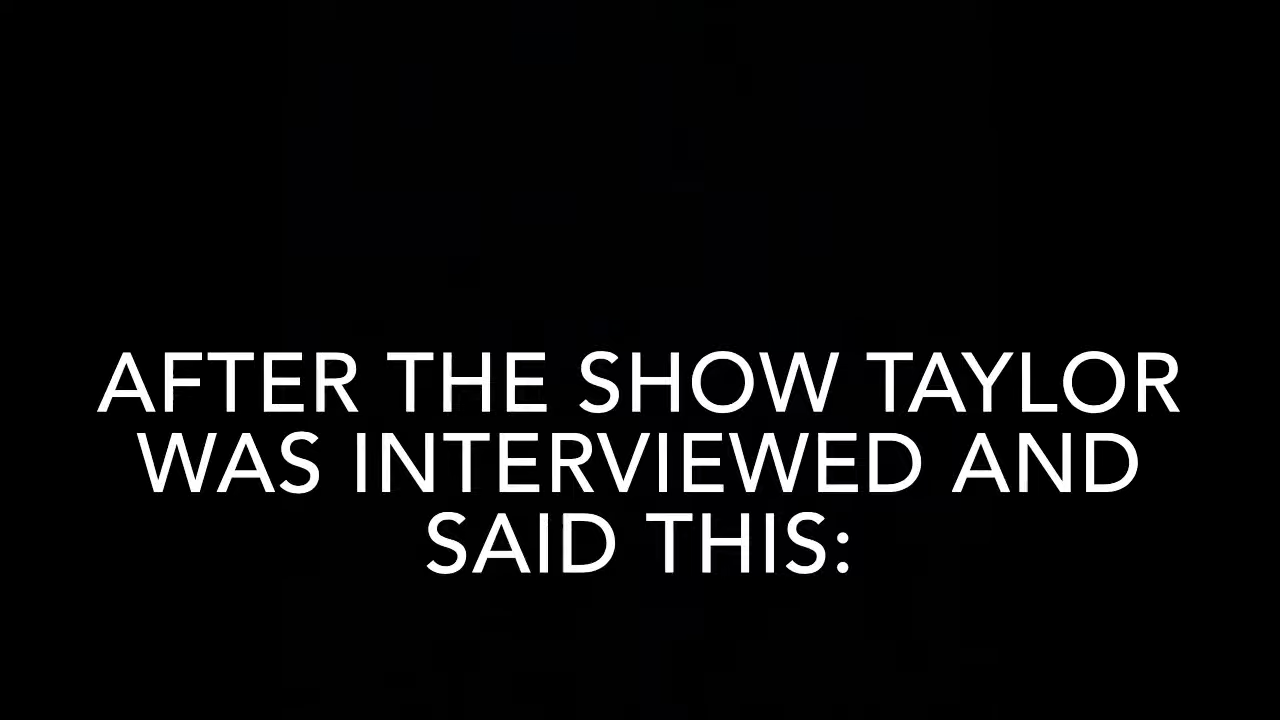 AFTER THE SHOW TAYLOR
WAS INTERVIEWED AND
SAID THIS: